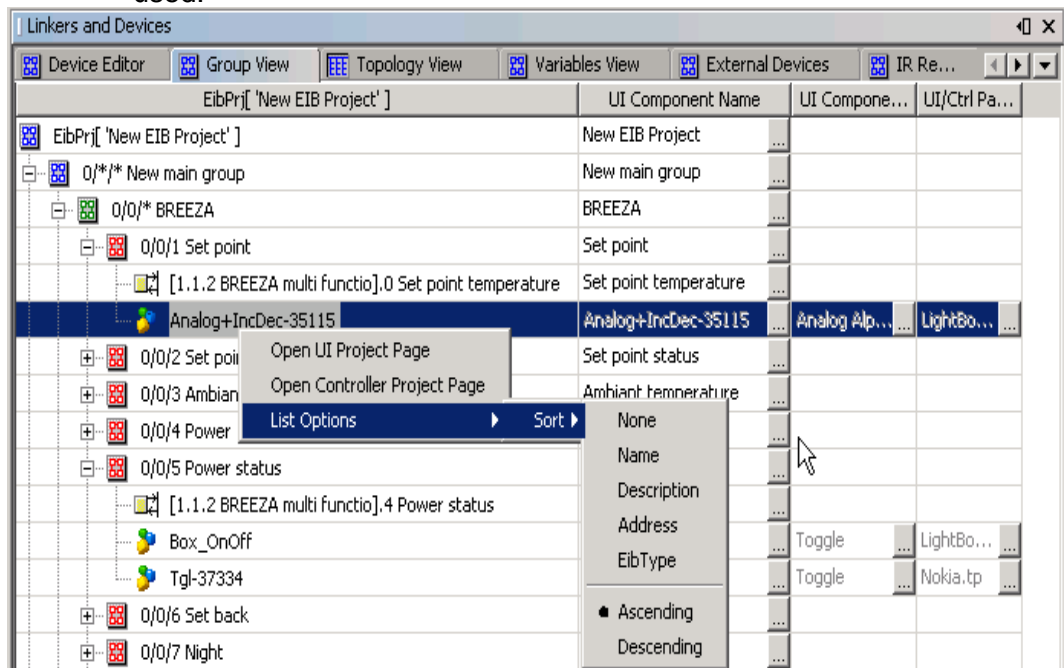 used.
Linkers and Devices
Device Editor Group View Topology View Variables View External Devices IR Re...
EibPrj[ 'New EIB Project' ] UI Component Name UI Compone... UI/Ctrl Pa...
EibPrj[ 'New EIB Project' ] New EIB Project ...
0/*/* New main group New main group ...
0/0/* BREEZA BREEZA ...
0/0/1 Set point Set point ...
[1.1.2 BREEZA multi functio].0 Set point temperature Set point temperature ...
Analog+IncDec-35115 Analog+IncDec-35115 ... Analog Alp... ... LightBo... ...
0/0/2 Set poi Set point status ...
Open UI Project Page
0/0/3 Ambian Ambiant temperature ...
Open Controller Project Page
0/0/4 Power ...
List Options Sort
None
Name
Description
Address
EibType
Ascending
Descending
0/0/5 Power status ...
[1.1.2 BREEZA multi functio].4 Power status ...
Box_OnOff ... Toggle ... LightBo... ...
Tgl-37334 ... Toggle ... Nokia.tp ...
0/0/6 Set back ...
0/0/7 Night ...